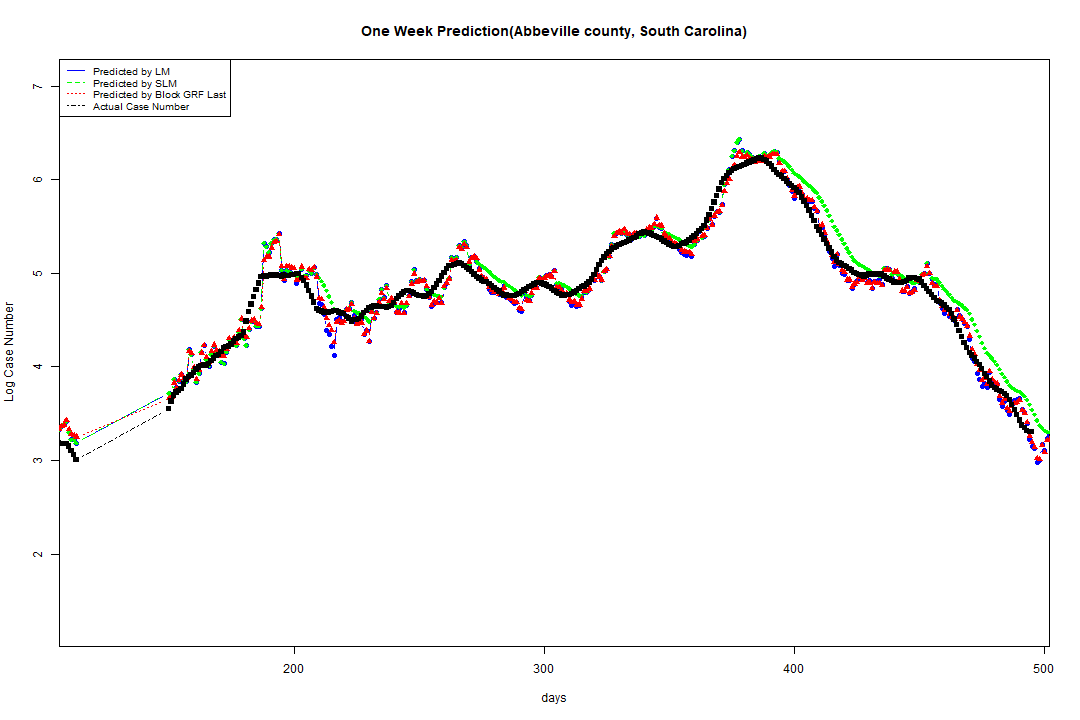 One Week Prediction(Abbeville county, South Carolina)
Predicted by LM
Predicted by SLM
Predicted by Block GRF Last
Actual Case Number
7
6
5
4
3
2
Log Case Number
200 300 400 500
days